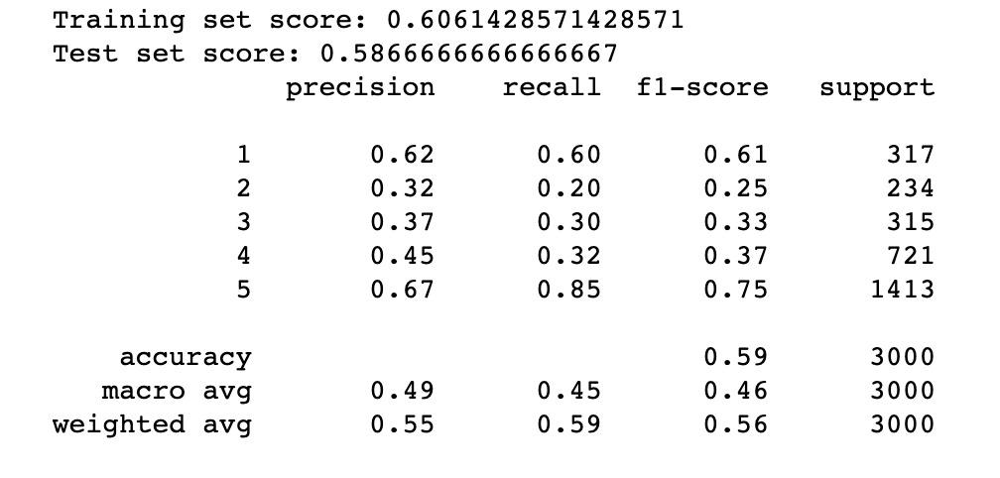 Training set score: 0.6061428571428571
Test set score: 0.5866666666666667
precision recall f1-score support
1 0.62 0.60 0.61 317
2 0.32 0.20 0.25 234
3 0.37 0.30 0.33 315
4 0.45 0.32 0.37 721
5 0.67 0.85 0.75 1413
accuracy 0.59 3000
macro avg 0.49 0.45 0.46 3000
weighted avg 0.55 0.59 0.56 3000